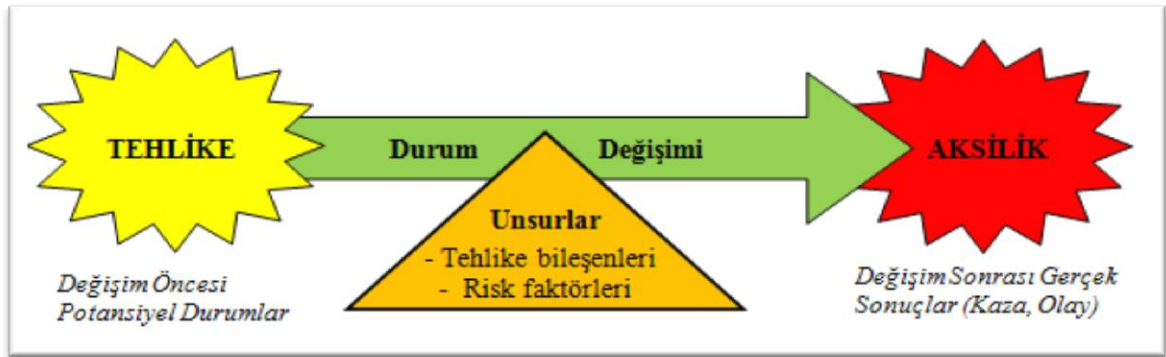 TEHLİKE
Durum
Değişimi
AKSİLİK
Unsurlar
- Tehlike bileşenleri
- Risk faktörleri
Değişim Öncesi
Potansiyel Durumlar
Değişim Sonrası Gerçek
Sonuçlar (Kaza, Olay)